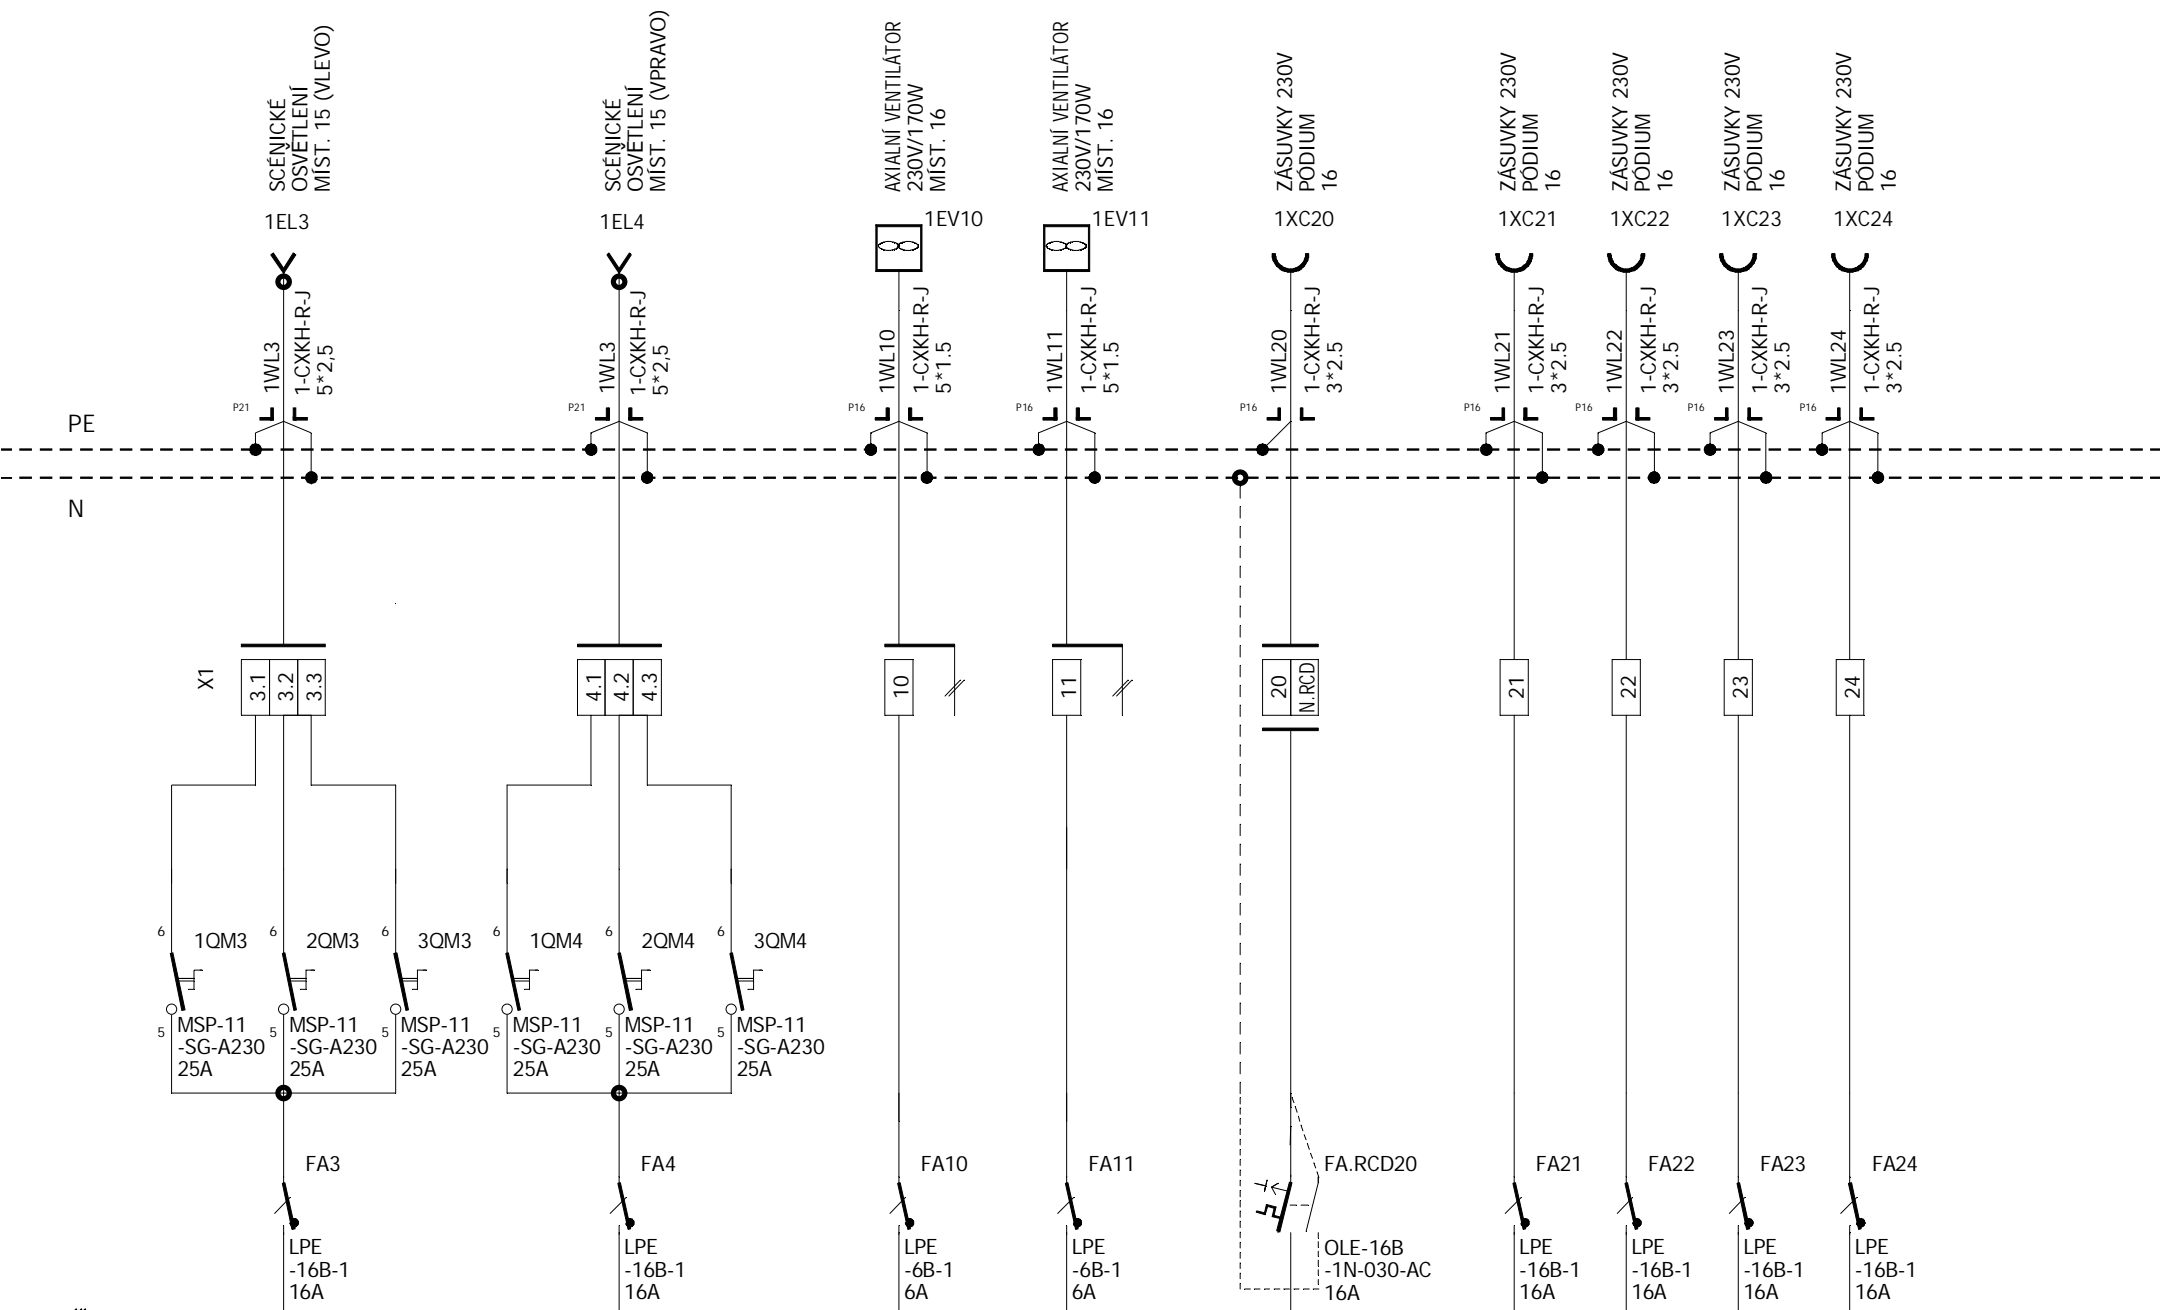 SCÉNICKÉ
OSVĚTLENÍ
MÍST. 15 (VLEVO)
SCÉNICKÉ
OSVĚTLENÍ
MÍST. 15 (VPRAVO)
AXIALNÍ VENTILÁTOR
230V/170W
MÍST. 16
AXIALNÍ VENTILÁTOR
230V/170W
MÍST. 16
ZÁSUVKY 230V
PÓDIUM
16
ZÁSUVKY 230V
PÓDIUM
16
ZÁSUVKY 230V
PÓDIUM
16
ZÁSUVKY 230V
PÓDIUM
16
ZÁSUVKY 230V
PÓDIUM
16
1EL3
1EL4
1EV10
1EV11
1XC20
1XC21
1XC22
1XC23
1XC24
1WL3
1-CXKH-R-J
5*2,5
1WL3
1-CXKH-R-J
5*2,5
1WL10
1-CXKH-R-J
5*1.5
1WL11
1-CXKH-R-J
5*1.5
1WL20
1-CXKH-R-J
3*2.5
1WL21
1-CXKH-R-J
3*2.5
1WL22
1-CXKH-R-J
3*2.5
1WL23
1-CXKH-R-J
3*2.5
1WL24
1-CXKH-R-J
3*2.5
P21
P21
P16
P16
P16
P16
P16
P16
P16
PE
N
X1
3.1
3.2
3.3
4.1
4.2
4.3
10
11
20
N.RCD
21
22
23
24
6
1QM3
6
2QM3
6
3QM3
6
1QM4
6
2QM4
6
3QM4
5
MSP-11
-SG-A230
25A
5
MSP-11
-SG-A230
25A
5
MSP-11
-SG-A230
25A
5
MSP-11
-SG-A230
25A
5
MSP-11
-SG-A230
25A
5
MSP-11
-SG-A230
25A
FA3
FA4
FA10
FA11
FA.RCD20
FA21
FA22
FA23
FA24
LPE
-16B-1
16A
LPE
-16B-1
16A
LPE
-6B-1
6A
LPE
-6B-1
6A
OLE-16B
-1N-030-AC
16A
LPE
-16B-1
16A
LPE
-16B-1
16A
LPE
-16B-1
16A
LPE
-16B-1
16A